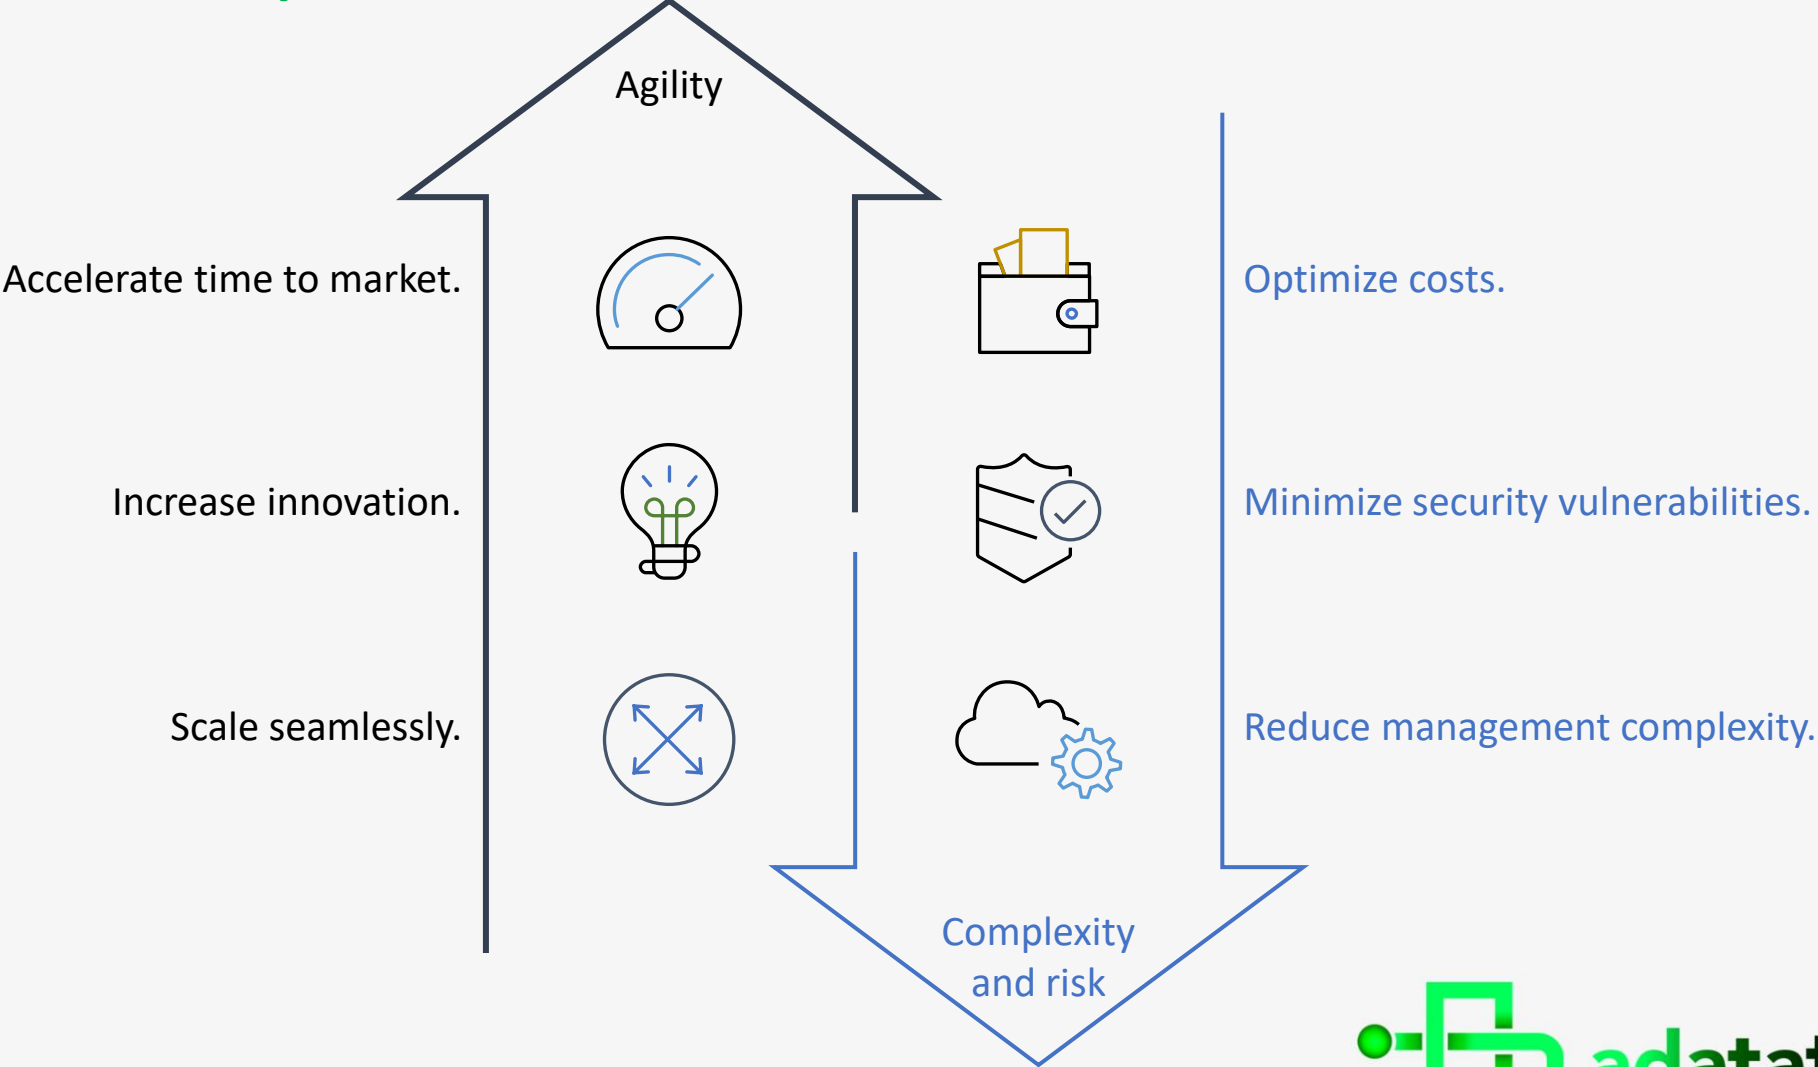 Agility
Accelerate time to market.
Optimize costs.
Increase innovation.
Minimize security vulnerabilities.
Scale seamlessly.
Reduce management complexity.
Complexity
and risk